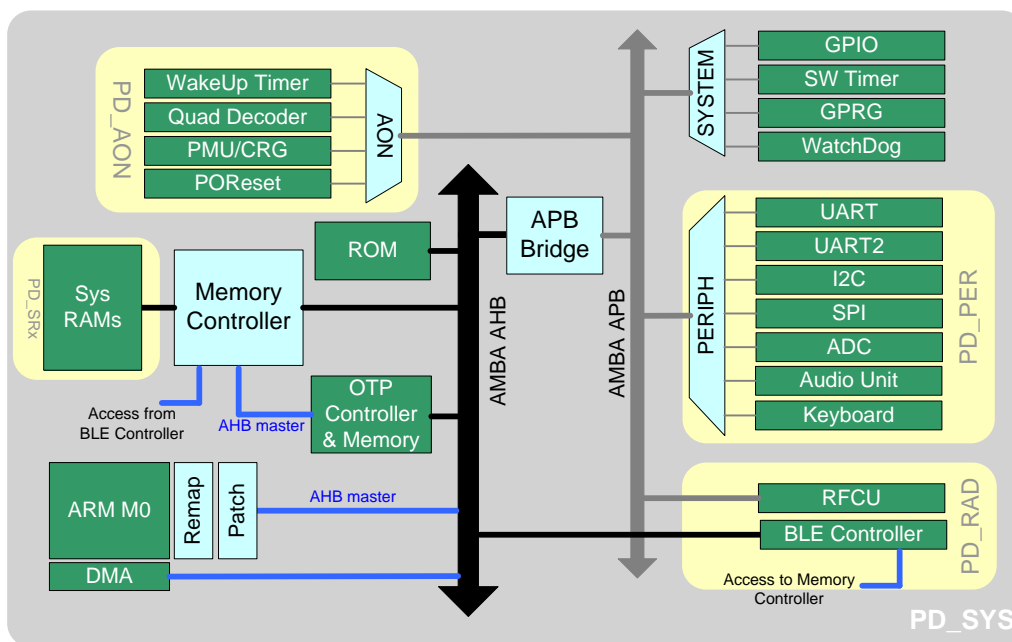 PD_AON
WakeUp Timer
Quad Decoder
PMU/CRG
POReset
AON
SYSTEM
GPIO
SW Timer
GPRG
WatchDog
ROM
APB
Bridge
PD_SRx
Sys
RAMs
Memory
Controller
AMBA AHB
AMBA APB
PERIPH
UART
UART2
I2C
SPI
ADC
Audio Unit
Keyboard
PD_PER
Access from
BLE Controller
AHB master
OTP
Controller
& Memory
ARM M0
Remap
Patch
AHB master
DMA
RFCU
BLE Controller
PD_RAD
Access to Memory
Controller
PD_SYS